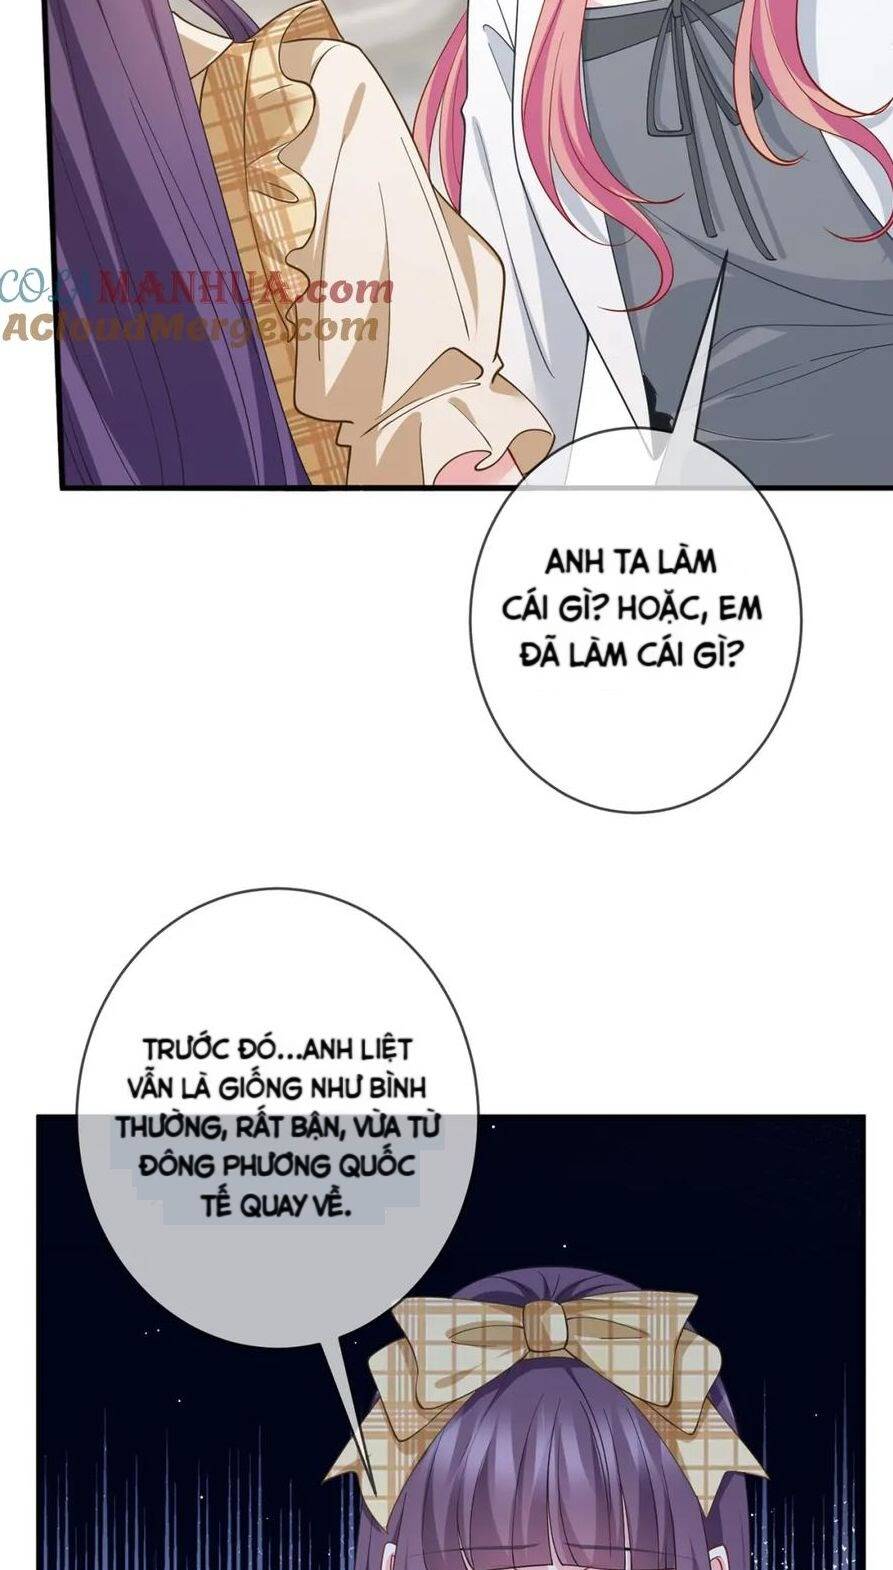 COLAMANHUA.com
ACloudMerge.com
ANH TA LÀM
CÁI GÌ? HOẶC, EM
ĐÃ LÀM CÁI GÌ?
TRƯỚC ĐÓ...ANH LIỆT
VẪN LÀ GIỐNG NHƯ BÌNH
THƯỜNG, RẤT BẬN, VỪA TỪ
ĐÔNG PHƯƠNG QUỐC
TẾ QUAY VỀ.